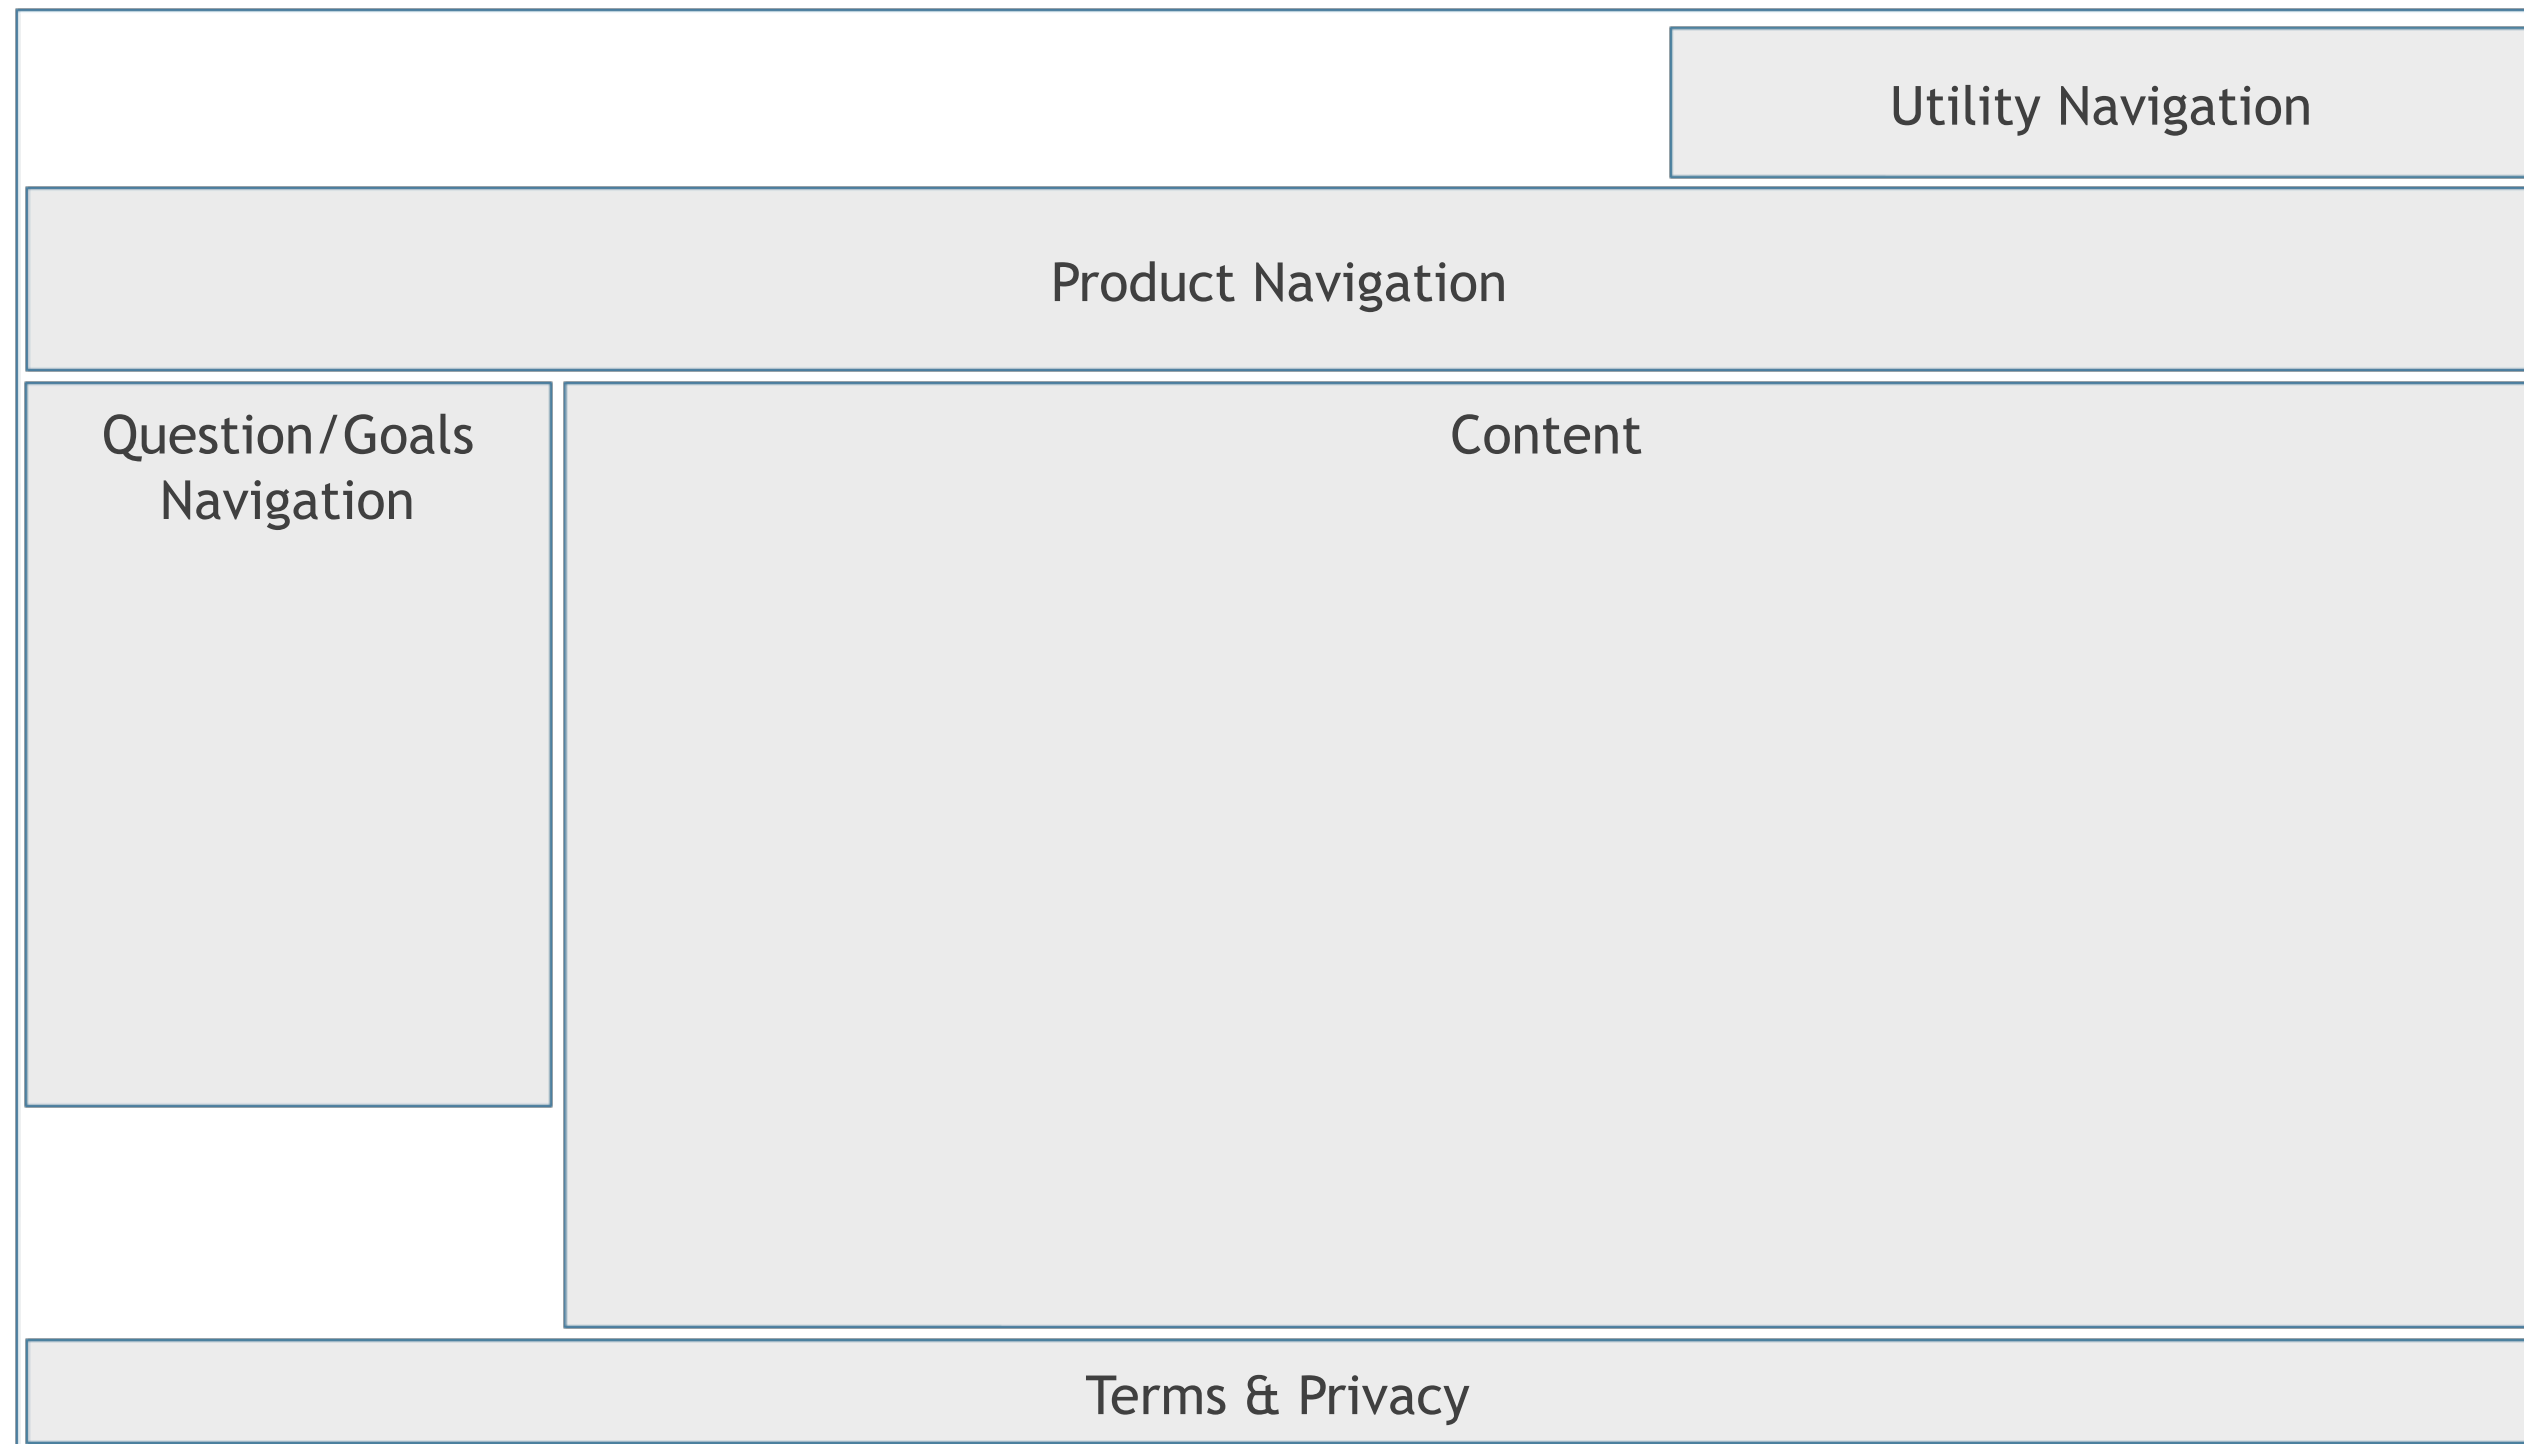 Utility Navigation
Product Navigation
Question/Goals
Navigation
Content
Terms & Privacy